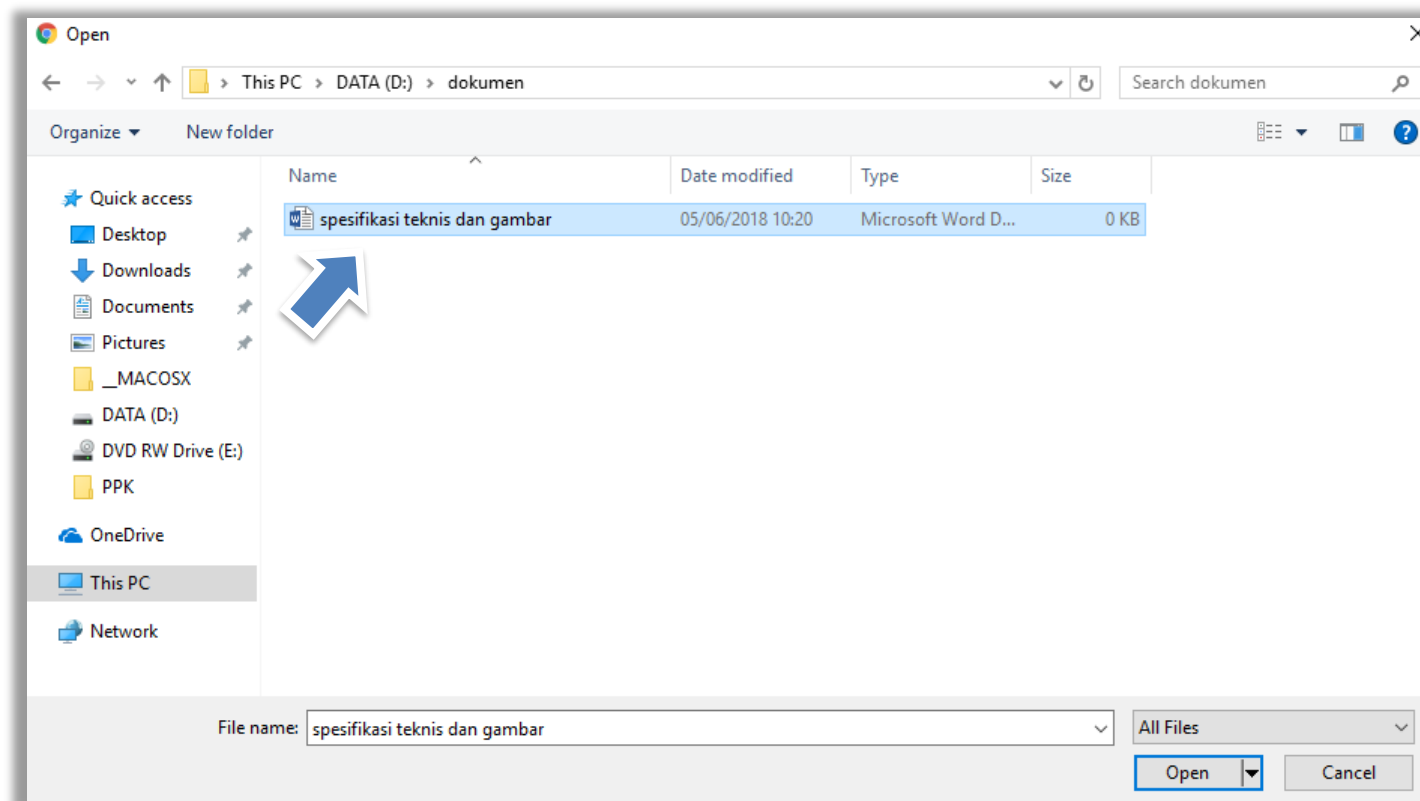 Open
This PC > DATA (D:) > dokumen
Search dokumen
Organize
New folder
Name
Date modified
Type
Size
spesifikasi teknis dan gambar 05/06/2018 10:20 Microsoft Word D... 0 KB
Quick access
Desktop
Downloads
Documents
Pictures
__MACOSX
DATA (D:)
DVD RW Drive (E:)
PPK
OneDrive
This PC
Network
File name: spesifikasi teknis dan gambar
All Files
Open
Cancel